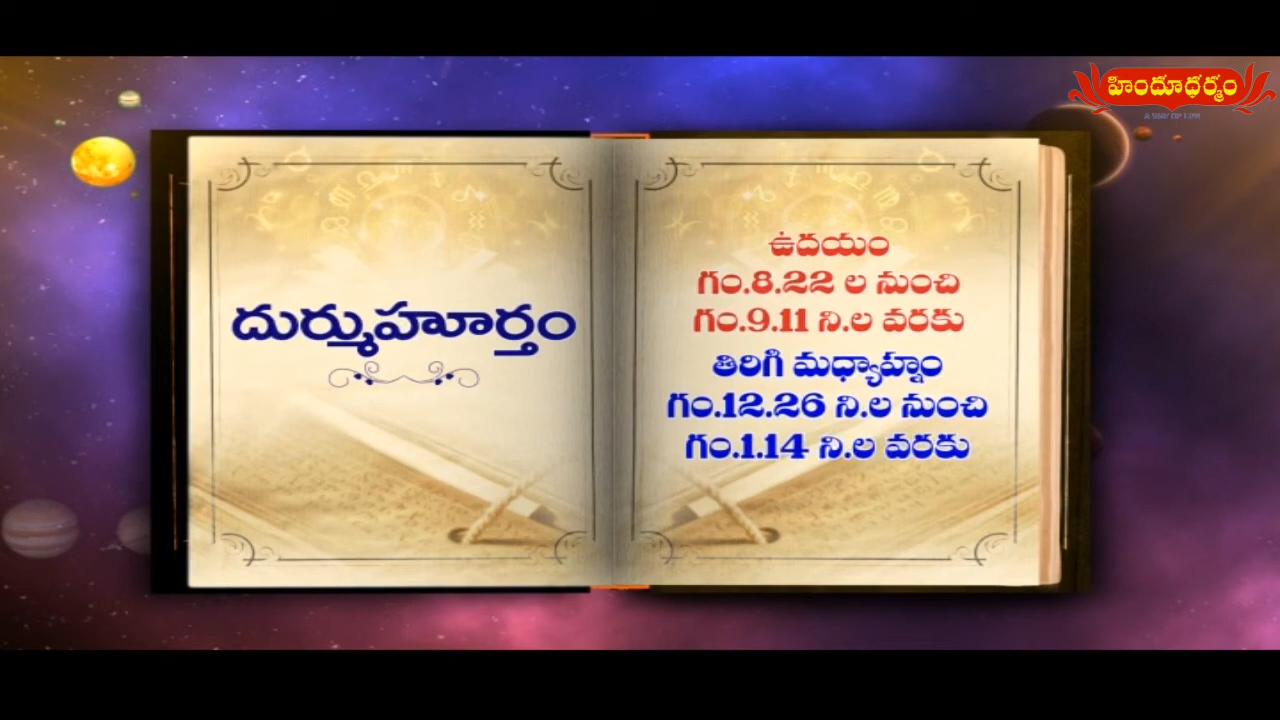 హిందూధర్మం
దుర్ముహూర్తం
ఉదయం
గం.8.22 ల నుంచి
గం.9.11 ని.ల వరకు
తిరిగి మధ్యాహ్నం
గం.12.26 ని.ల నుంచి
గం.1.14 ని.ల వరకు